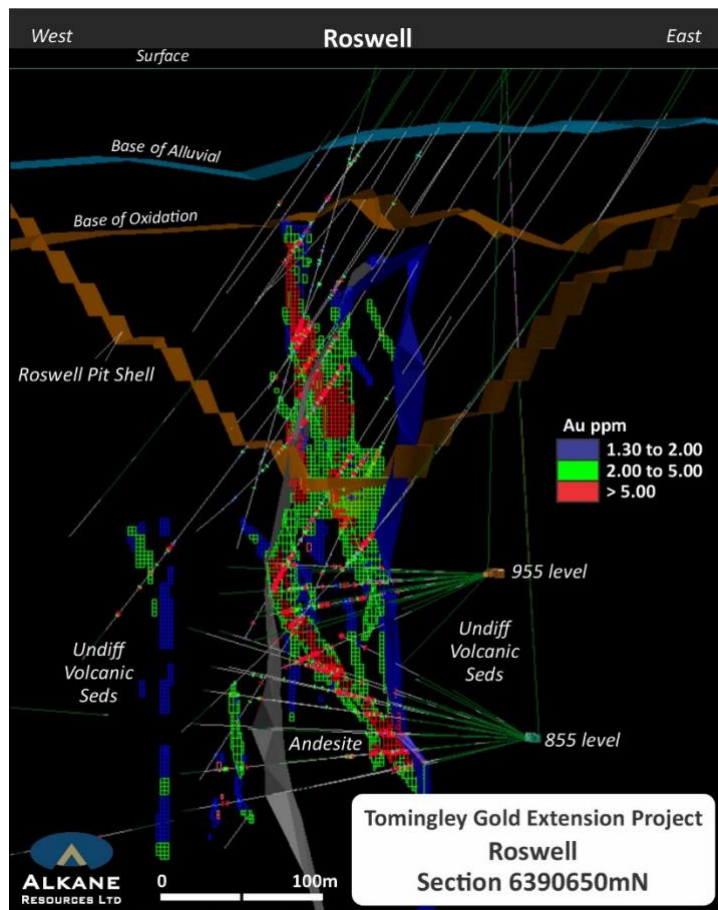 West
Roswell
East
Surface
Base of Alluvial
Base of Oxidation
Roswell Pit Shell
Au ppm
1.30 to 2.00
2.00 to 5.00
> 5.00
955 level
Undiff
Volcanic
Seds
Undiff
Volcanic
Seds
Andesite
855 level
Tomingley Gold Extension Project
Roswell
Section 6390650mN
ALKANE
RESOURCES LTD
0 100m